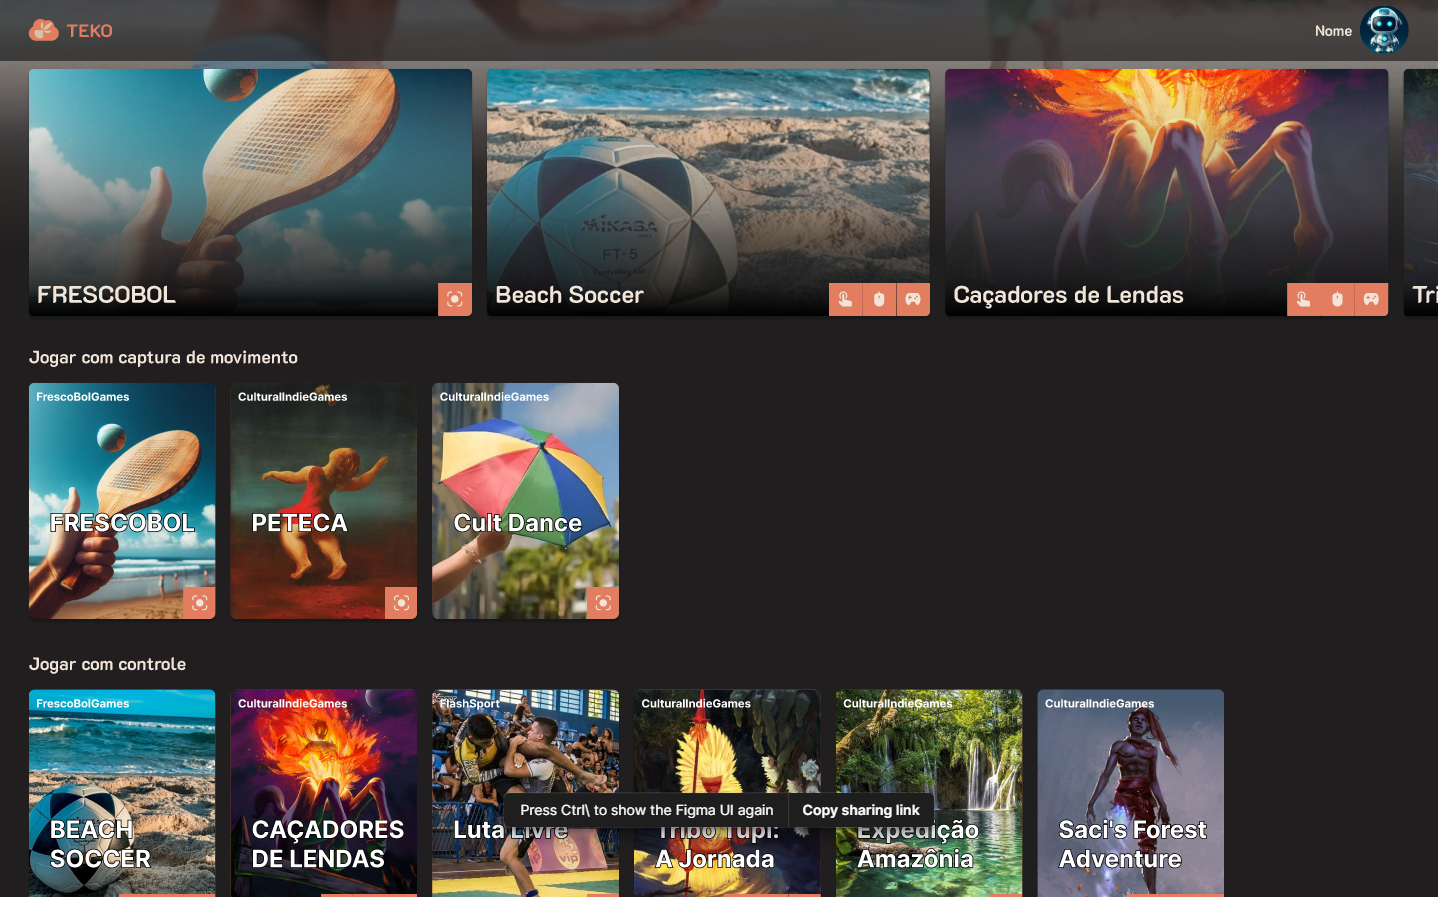 TEKO
Nome
MIKASA
FT-5
FRESCOBOL
Beach Soccer
Caçadores de Lendas
Tri
Jogar com captura de movimento
FrescoBolGames
CulturalIndieGames
CulturalIndieGames
FRESCOBOL
PETECA
Cult Dance
Jogar com controle
FrescoBolGames
CulturalIndieGames
FlashSport
CulturalIndieGames
CulturalIndieGames
CulturalIndieGames
Press Ctrl\ to show the Figma UI again
Copy sharing link
BEACH
SOCCER
CAÇADORES
DE LENDAS
Luta Livre
Tribo Tupi:
A Jornada
Expedição
Amazônia
Saci's Forest
Adventure
vip